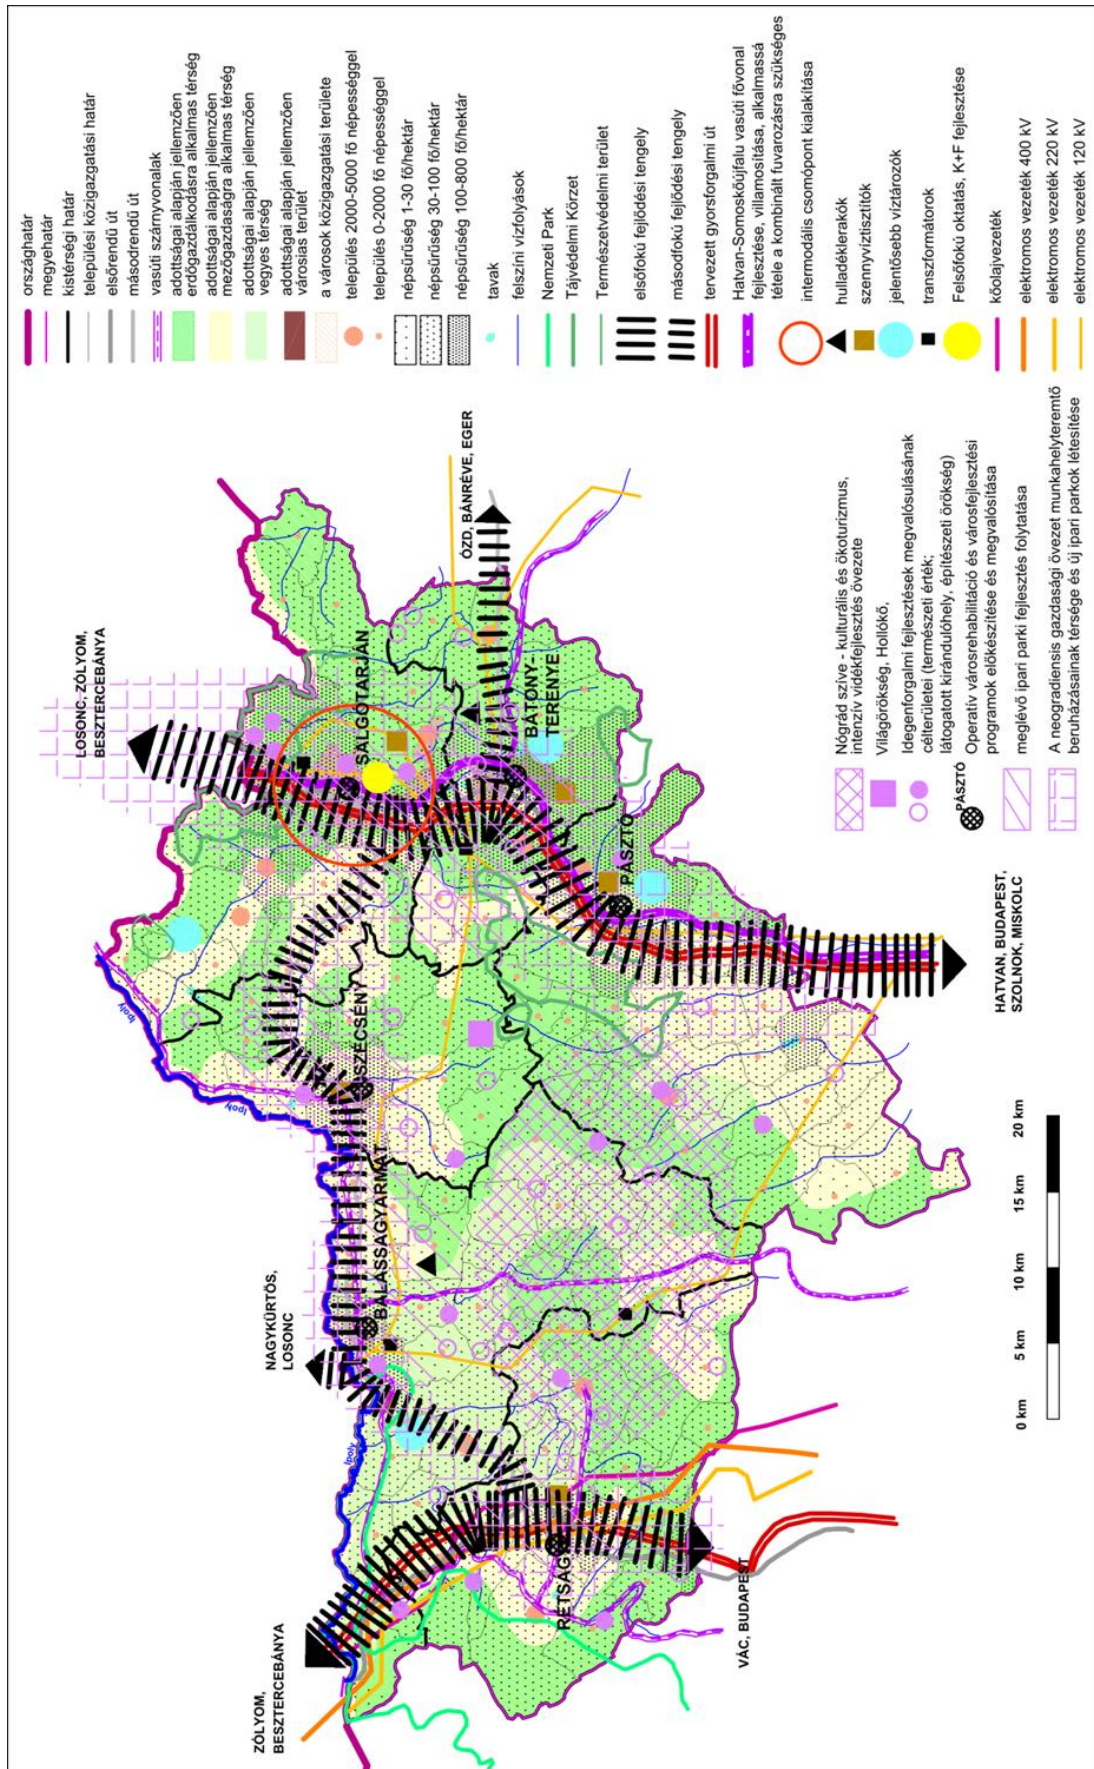 országhatár
megyehatár
kistérségi határ
települési közigazgatási határ
elsőrendű út
másodrendű út
vasúti szárnyvonalak
adottságai alapján jellemzően
erdőgazdálkodásra alkalmas térség
adottságai alapján jellemzően
mezőgazdaságra alkalmas térség
adottságai alapján jellemzően
vegyes térség
adottságai alapján jellemzően
városias terület
a városok közigazgatási területe
település 2000-5000 fő népességgel
település 0-2000 fő népességgel
népsűrűség 1-30 fő/hektár
népsűrűség 30-100 fő/hektár
népsűrűség 100-800 fő/hektár
tavak
felszíni vízfolyások
Nemzeti Park
Tájvédelmi Körzet
Természetvédelmi terület
elsőfokú fejlődési tengely
másodfokú fejlődési tengely
tervezett gyorsforgalmi út
Hatvan-Somoskőújfalu vasúti fővonal
fejlesztése, villamosítása, alkalmassá
tétele a kombinált fuvarozásra szükséges
intermodális csomópont kialakítása
hulladéklerakók
szennyvíztisztítók
jelentősebb víztározók
transzformátorok
Felsőfokú oktatás, K+F fejlesztése
kőolajvezeték
elektromos vezeték 400 kV
elektromos vezeték 220 kV
elektromos vezeték 120 kV
Nógrád szíve - kulturális és ökoturizmus,
intenzív vidékfejlesztés övezete
Világörökség, Hollókő,
Idegenforgalmi fejlesztések megvalósulásának
célterületei (természeti érték;
látogatott kirándulóhely, építészeti örökség)
PÁSZTÓ
Operatív városrehabilitáció és városfejlesztési
programok előkészítése és megvalósítása
meglévő ipari parki fejlesztés folytatása
A neogradiensis gazdasági övezet munkahelyteremtő
beruházásainak térsége és új ipari parkok létesítése
ZÓLYOM,
BESZTERCEBÁNYA
NAGYKÜRTÖS,
LOSONC
LOSONC, ZÓLYOM,
BESZTERCEBÁNYA
ÓZD, BÁNRÉVE, EGER
Ipoly
Ipoly
Ipoly
BALASSAGYARMAT
SZÉCSÉNY
SALGÓTARJÁN
BÁTONY-
TERENYE
PÁSZTÓ
RÉTSÁG
VÁC, BUDAPEST
HATVAN, BUDAPEST,
SZOLNOK, MISKOLC
0 km
5 km
10 km
15 km
20 km